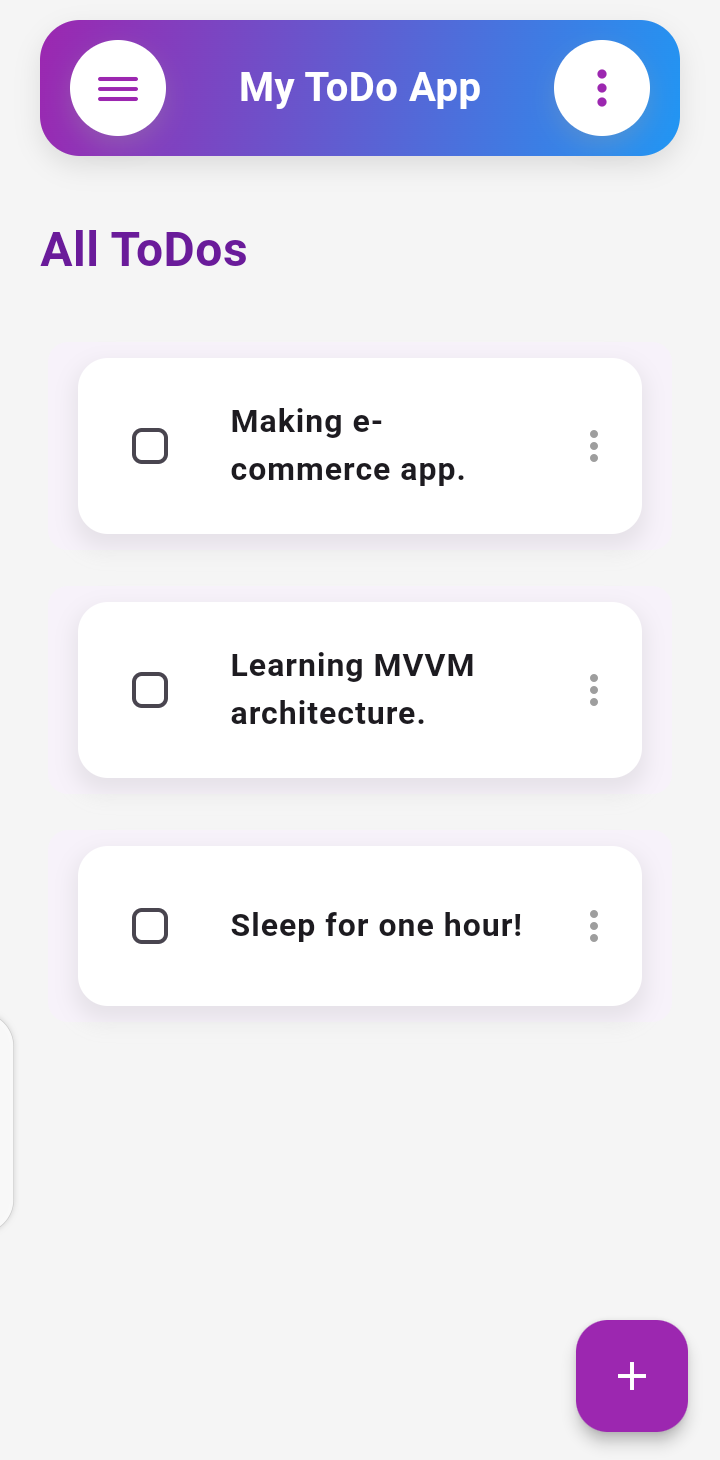 My ToDo App
All ToDos
Making e-
commerce app.
Learning MVVM
architecture.
Sleep for one hour!